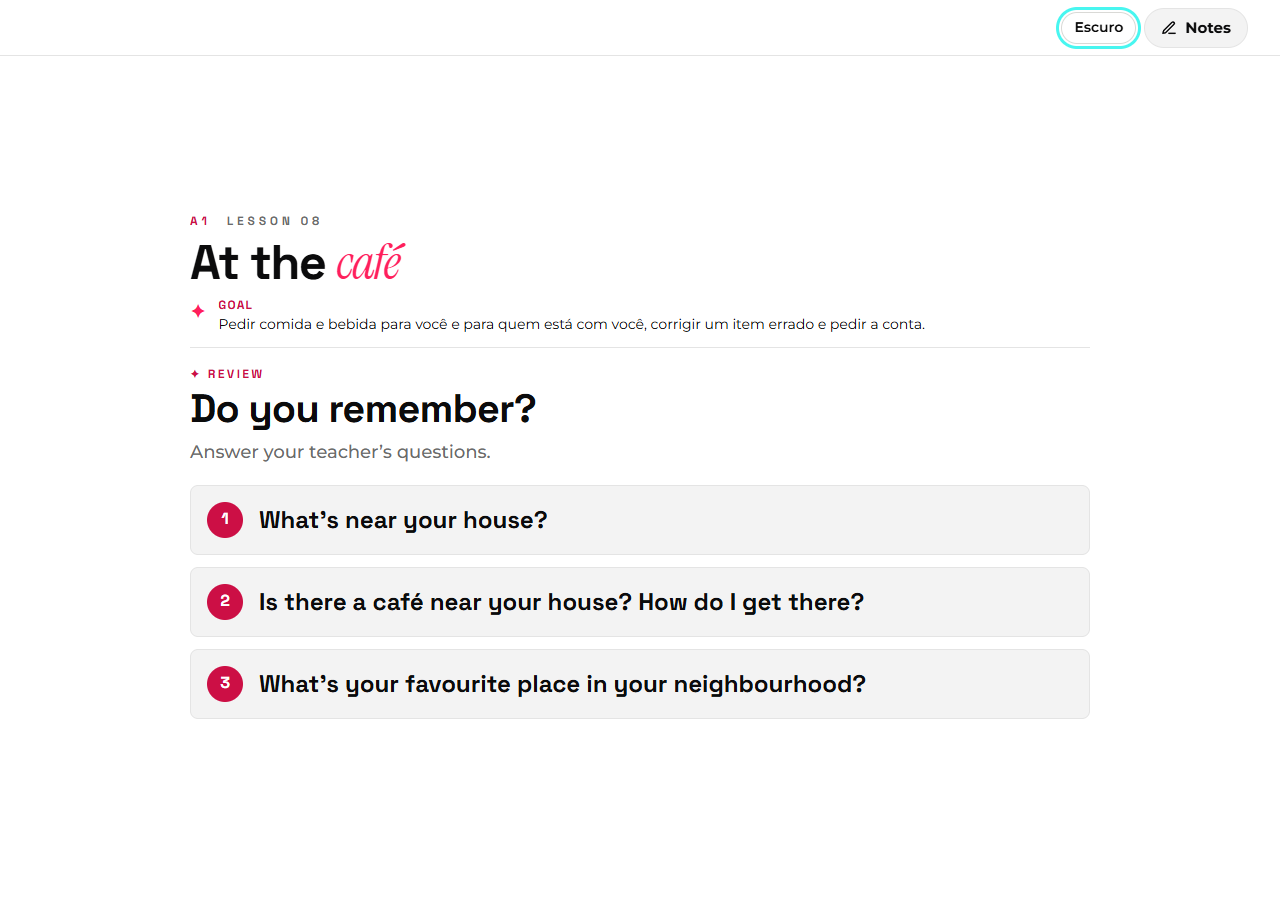 Escuro
Notes
A1 LESSON 08
At the café
GOAL
Pedir comida e bebida para você e para quem está com você, corrigir um item errado e pedir a conta.
REVIEW
Do you remember?
Answer your teacher’s questions.
1 What’s near your house?
2 Is there a café near your house? How do I get there?
3 What’s your favourite place in your neighbourhood?